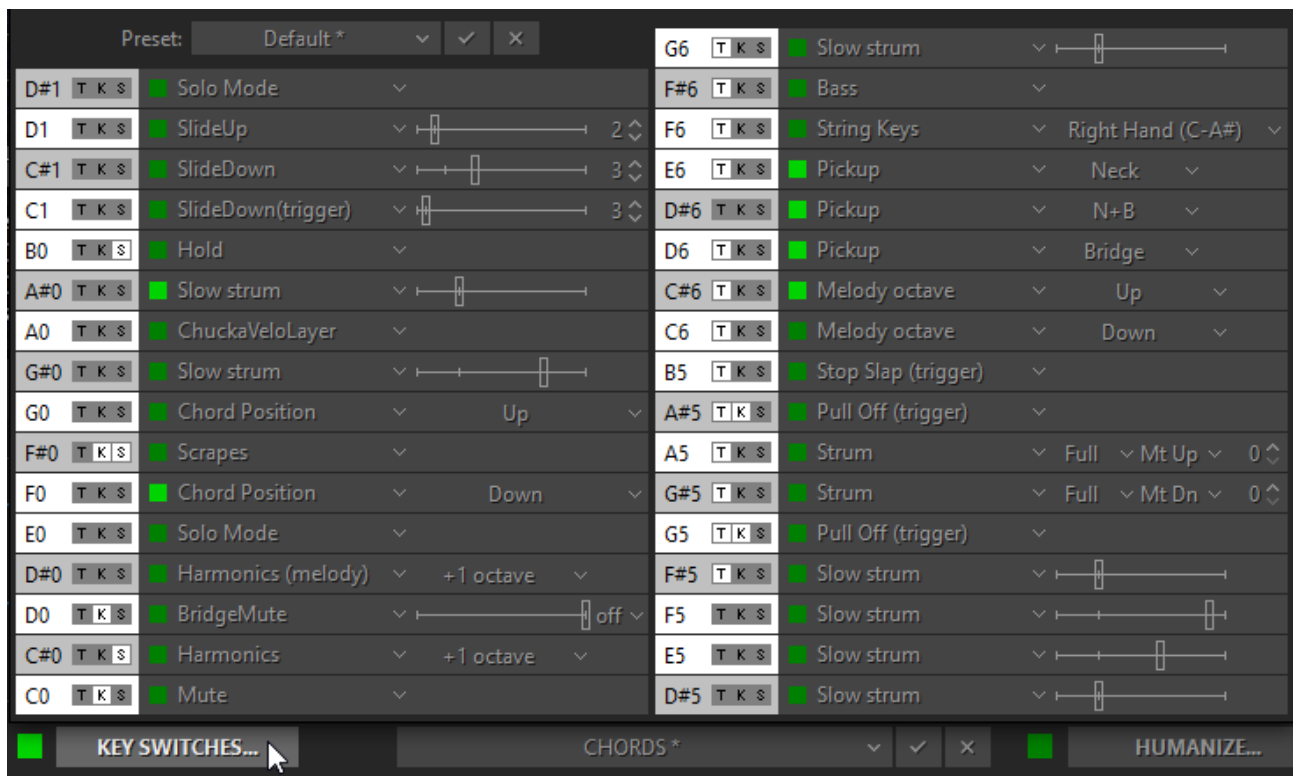 Preset: Default *
D#1 T K S Solo Mode
D1 T K S SlideUp 2
C#1 T K S SlideDown 3
C1 T K S SlideDown(trigger) 3
B0 T K S Hold
A#0 T K S Slow strum
A0 T K S ChuckaVeloLayer
G#0 T K S Slow strum
G0 T K S Chord Position Up
F#0 T K S Scrapes
F0 T K S Chord Position Down
E0 T K S Solo Mode
D#0 T K S Harmonics (melody) +1 octave
D0 T K S BridgeMute off
C#0 T K S Harmonics +1 octave
C0 T K S Mute
G6 T K S Slow strum
F#6 T K S Bass
F6 T K S String Keys Right Hand (C-A#)
E6 T K S Pickup Neck
D#6 T K S Pickup N+B
D6 T K S Pickup Bridge
C#6 T K S Melody octave Up
C6 T K S Melody octave Down
B5 T K S Stop Slap (trigger)
A#5 T K S Pull Off (trigger)
A5 T K S Strum Full Mt Up 0
G#5 T K S Strum Full Mt Dn 0
G5 T K S Pull Off (trigger)
F#5 T K S Slow strum
F5 T K S Slow strum
E5 T K S Slow strum
D#5 T K S Slow strum
KEY SWITCHES... CHORDS * HUMANIZE...